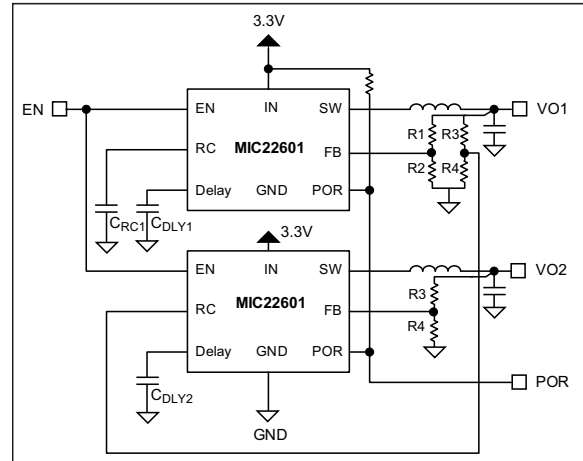 3.3V
EN
EN
IN
SW
VO1
R1
R3
RC
MIC22601
FB
R2
R4
Delay
GND
POR
CRC1
CDLY1
3.3V
EN
IN
SW
VO2
MIC22601
R3
RC
FB
R4
Delay
GND
POR
CDLY2
POR
GND